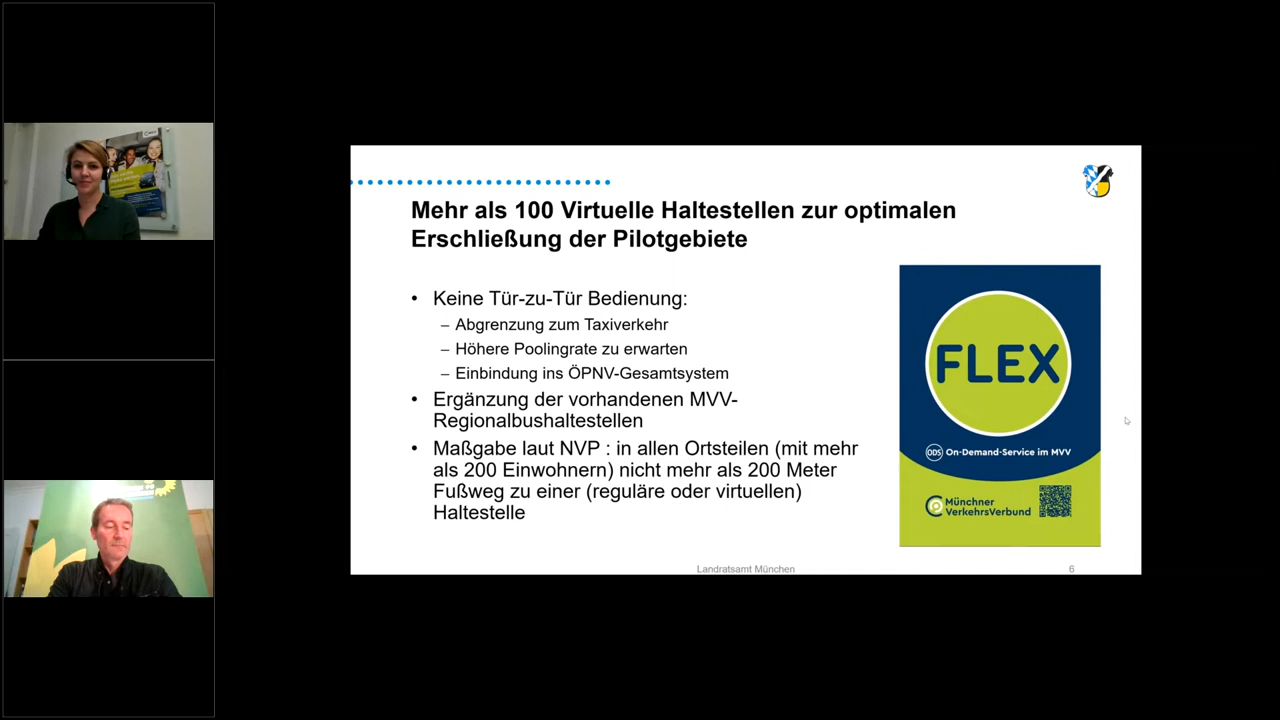 Mehr als 100 Virtuelle Haltestellen zur optimalen
Erschließung der Pilotgebiete
• Keine Tür-zu-Tür Bedienung:
– Abgrenzung zum Taxiverkehr
– Höhere Poolingrate zu erwarten
– Einbindung ins ÖPNV-Gesamtsystem
• Ergänzung der vorhandenen MVV-
Regionalbushaltestellen
• Maßgabe laut NVP : in allen Ortsteilen (mit mehr
als 200 Einwohnern) nicht mehr als 200 Meter
Fußweg zu einer (reguläre oder virtuellen)
Haltestelle
FLEX
ODS On-Demand-Service im MVV
Münchner
VerkehrsVerbund
Landratsamt München
6